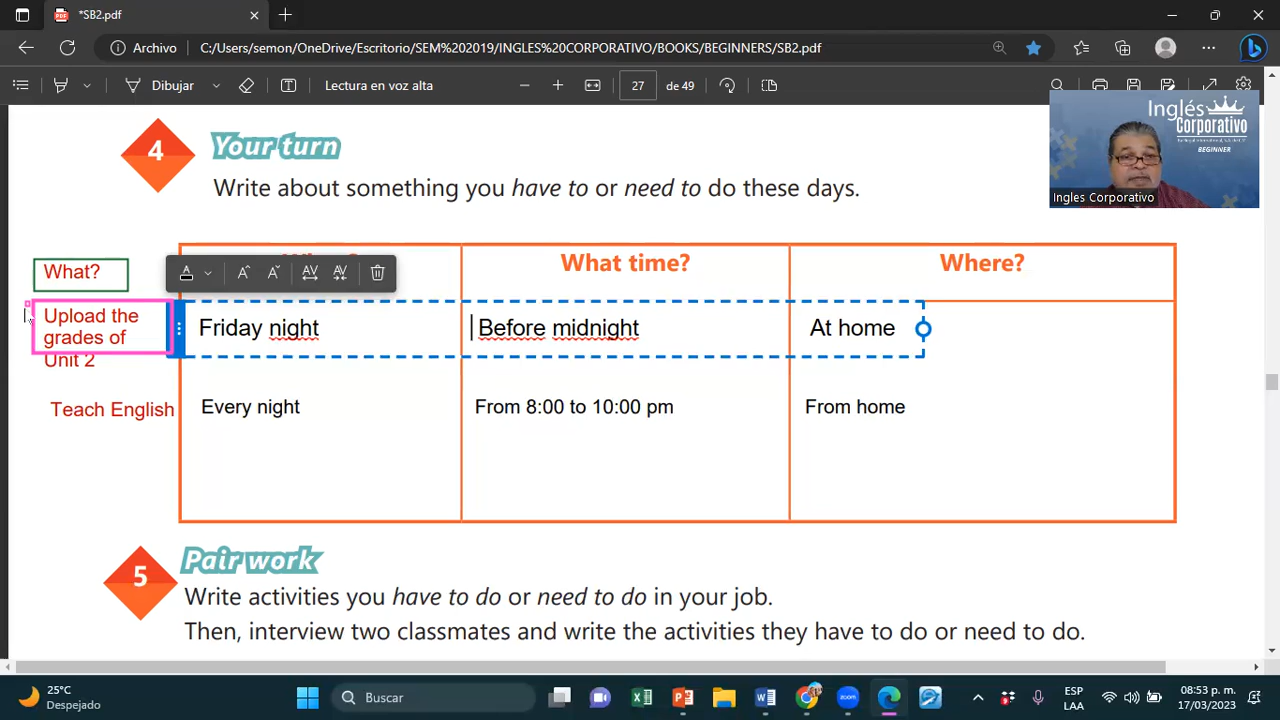 *SB2.pdf
Archivo
C:/Users/semon/OneDrive/Escritorio/SEM%202019/INGLES%20CORPORATIVO/BOOKS/BEGINNERS/SB2.pdf
Dibujar
Lectura en voz alta
27
de 49
4
Your turn
Write about something you have to or need to do these days.
Inglés
Corporativo
BEGINNER
Ingles Corporativo
What?
What time?
Where?
Upload the
grades of
Unit 2
Friday night
Before midnight
At home
Teach English
Every night
From 8:00 to 10:00 pm
From home
5
Pair work
Write activities you have to do or need to do in your job.
Then, interview two classmates and write the activities they have to do or need to do.
25°C
Despejado
Buscar
ESP
LAA
08:53 p. m.
17/03/2023